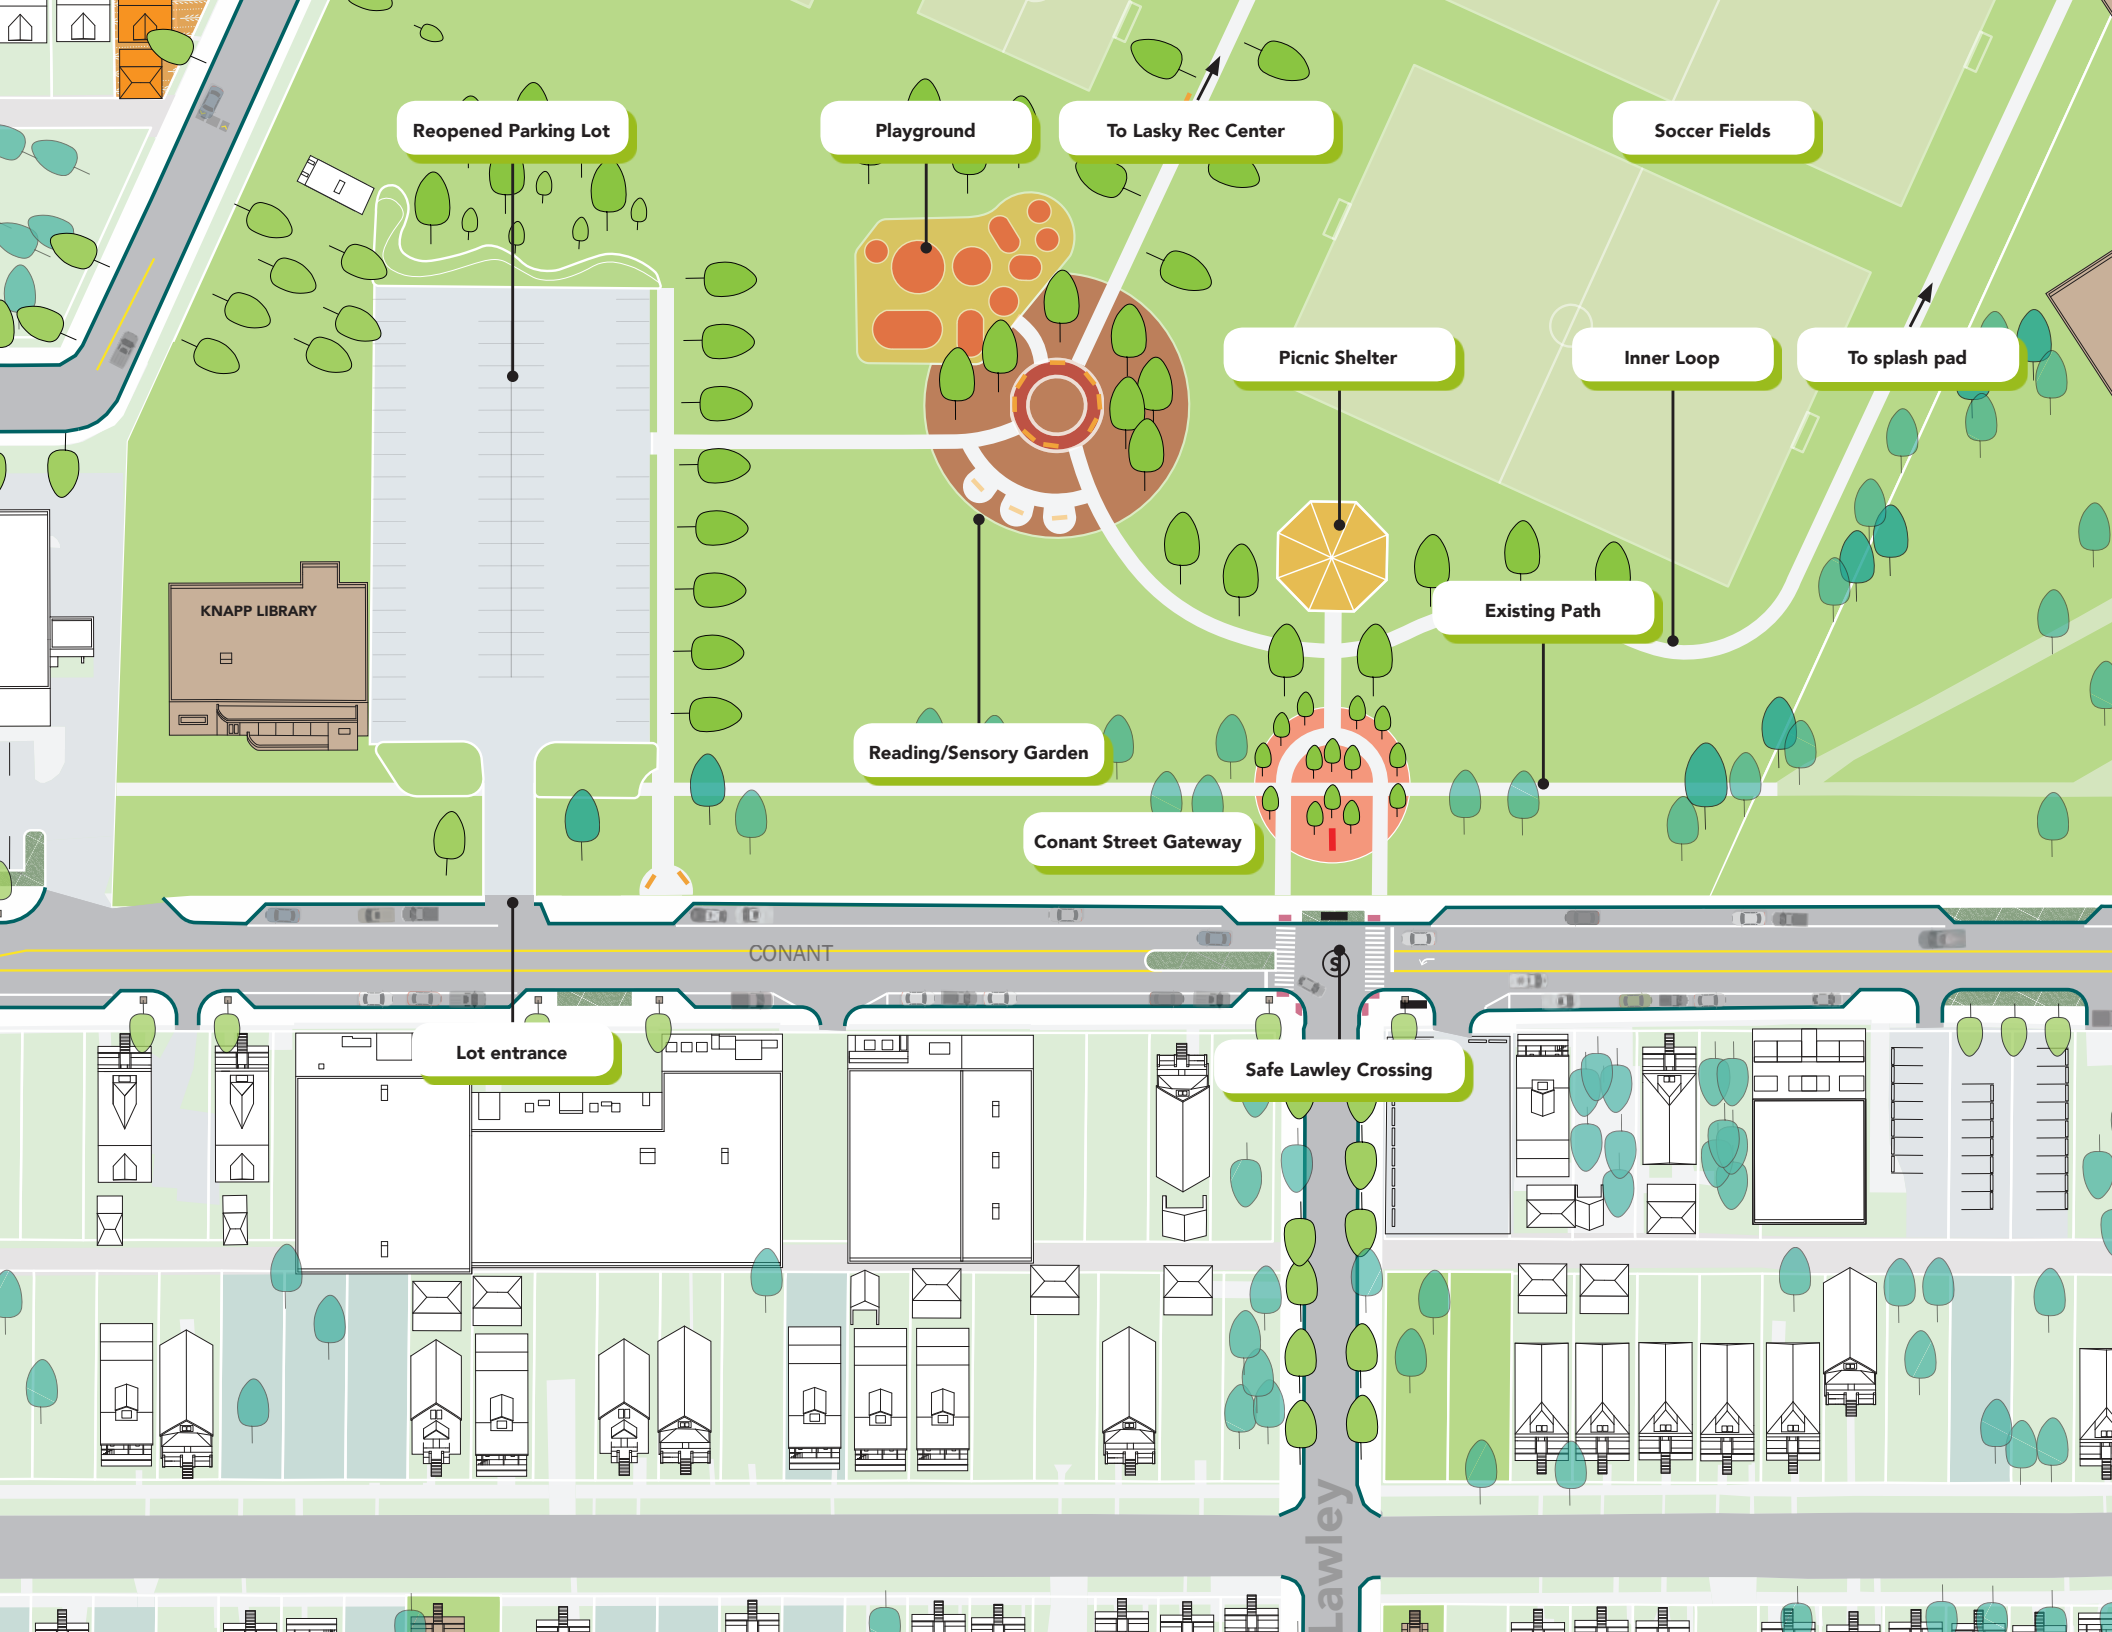 Reopened Parking Lot
Playground
To Lasky Rec Center
Soccer Fields
Picnic Shelter
Inner Loop
To splash pad
KNAPP LIBRARY
Existing Path
Reading/Sensory Garden
Conant Street Gateway
CONANT
S
Lot entrance
Safe Lawley Crossing
Lawley
Lawley